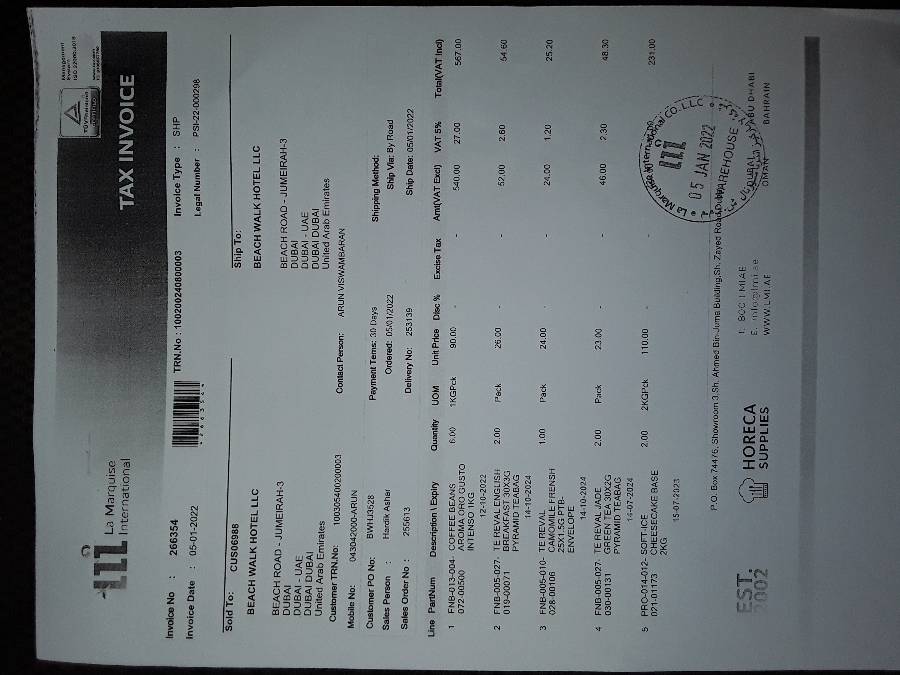 La Marquise
International
Management
System
ISO 22000:2018
TÜVRheinland
CERTIFIED
TAX INVOICE
Invoice No : 266354
TRN.No : 100200240800003
Invoice Type : SHP
Invoice Date : 05-01-2022
Legal Number : PSI-22-000298
Sold To: CUS06988
Ship To:
BEACH WALK HOTEL LLC
BEACH WALK HOTEL LLC
BEACH ROAD - JUMEIRAH-3
BEACH ROAD - JUMEIRAH-3
DUBAI
DUBAI
DUBAI - UAE
DUBAI - UAE
DUBAI DUBAI
DUBAI DUBAI
United Arab Emirates
United Arab Emirates
Customer TRN.No: 100305400200003
Mobile No: 043042000-ARUN
Contact Person: ARUN VISWAMBARAN
Customer PO No: BWHJ3528
Payment Tems: 30 Days
Shipping Method:
Sales Person : Hardik Ashar
Ordered: 05/01/2022
Ship Via: By Road
Sales Order No : 255613
Delivery No: 253139
Ship Date: 05/01/2022
Line PartNum Description \ Expiry Quantity UOM Unit Price Disc % Excise Tax Amt(VAT Excl) VAT 5% Total(VAT Incl)
1 FNB-013-004- COFFEE BEANS 6.00 1KGPck 90.00 - - 540.00 27.00 567.00
072-00500 AROMA ORO GUSTO
INTENSO 1KG
12-10-2022
2 FNB-005-027- TE REVAL ENGLISH 2.00 Pack 26.00 - - 52.00 2.60 54.60
019-00071 BREAKFAST 30X3G
PYRAMID TEABAG
14-10-2024
3 FNB-005-010- TE REVAL 1.00 Pack 24.00 - - 24.00 1.20 25.20
028-00106 CAMOMILE FRENSH
25X1.5G PTB-
ENVELOPE
14-10-2024
4 FNB-005-027- TE REVAL JADE 2.00 Pack 23.00 - - 46.00 2.30 48.30
030-00131 GREEN TEA 30X2G
PYRAMID TEABAG
14-07-2024
5 PRO-014-012- SOFT-ICE 2.00 2KGPck 110.00 - - 231.00
021-01173 CHEESECAKE BASE
2KG
15-07-2023
La Marquise International CO. L.L.C
05 JAN 2022
WAREHOUSE
P.O. Box 74476, Showroom 3,Sh. Ahmed Bin Juma Building,Sh. Zayed Road,
EST.
2002
HORECA
SUPPLIES
T. 800 LMI AE
E. info@lmi.ae
WWW.LMI.AE
DUBAI
ABU DHABI
OMAN
BAHRAIN